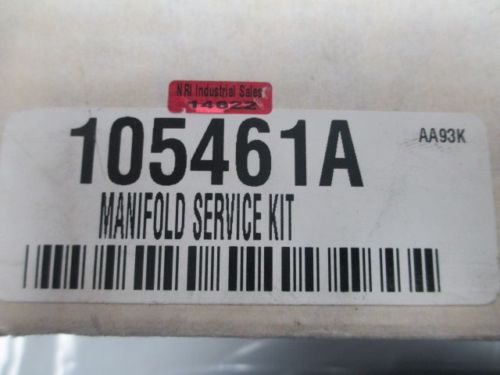 NRI Industrial Sales
14822
105461A
AA93K
MANIFOLD SERVICE KIT